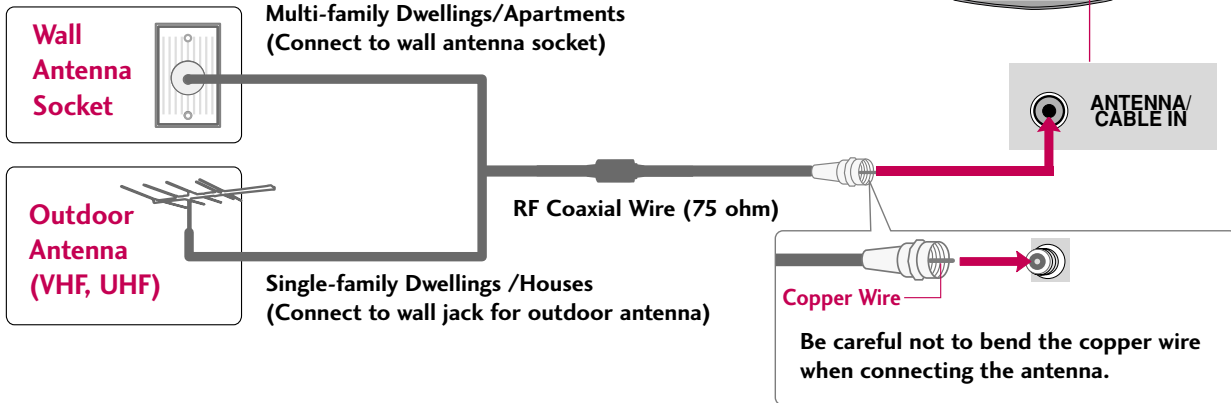 Wall
Antenna
Socket
Multi-family Dwellings/Apartments
(Connect to wall antenna socket)
ANTENNA/
CABLE IN
Outdoor
Antenna
(VHF, UHF)
RF Coaxial Wire (75 ohm)
Single-family Dwellings /Houses
(Connect to wall jack for outdoor antenna)
Copper Wire
Be careful not to bend the copper wire
when connecting the antenna.